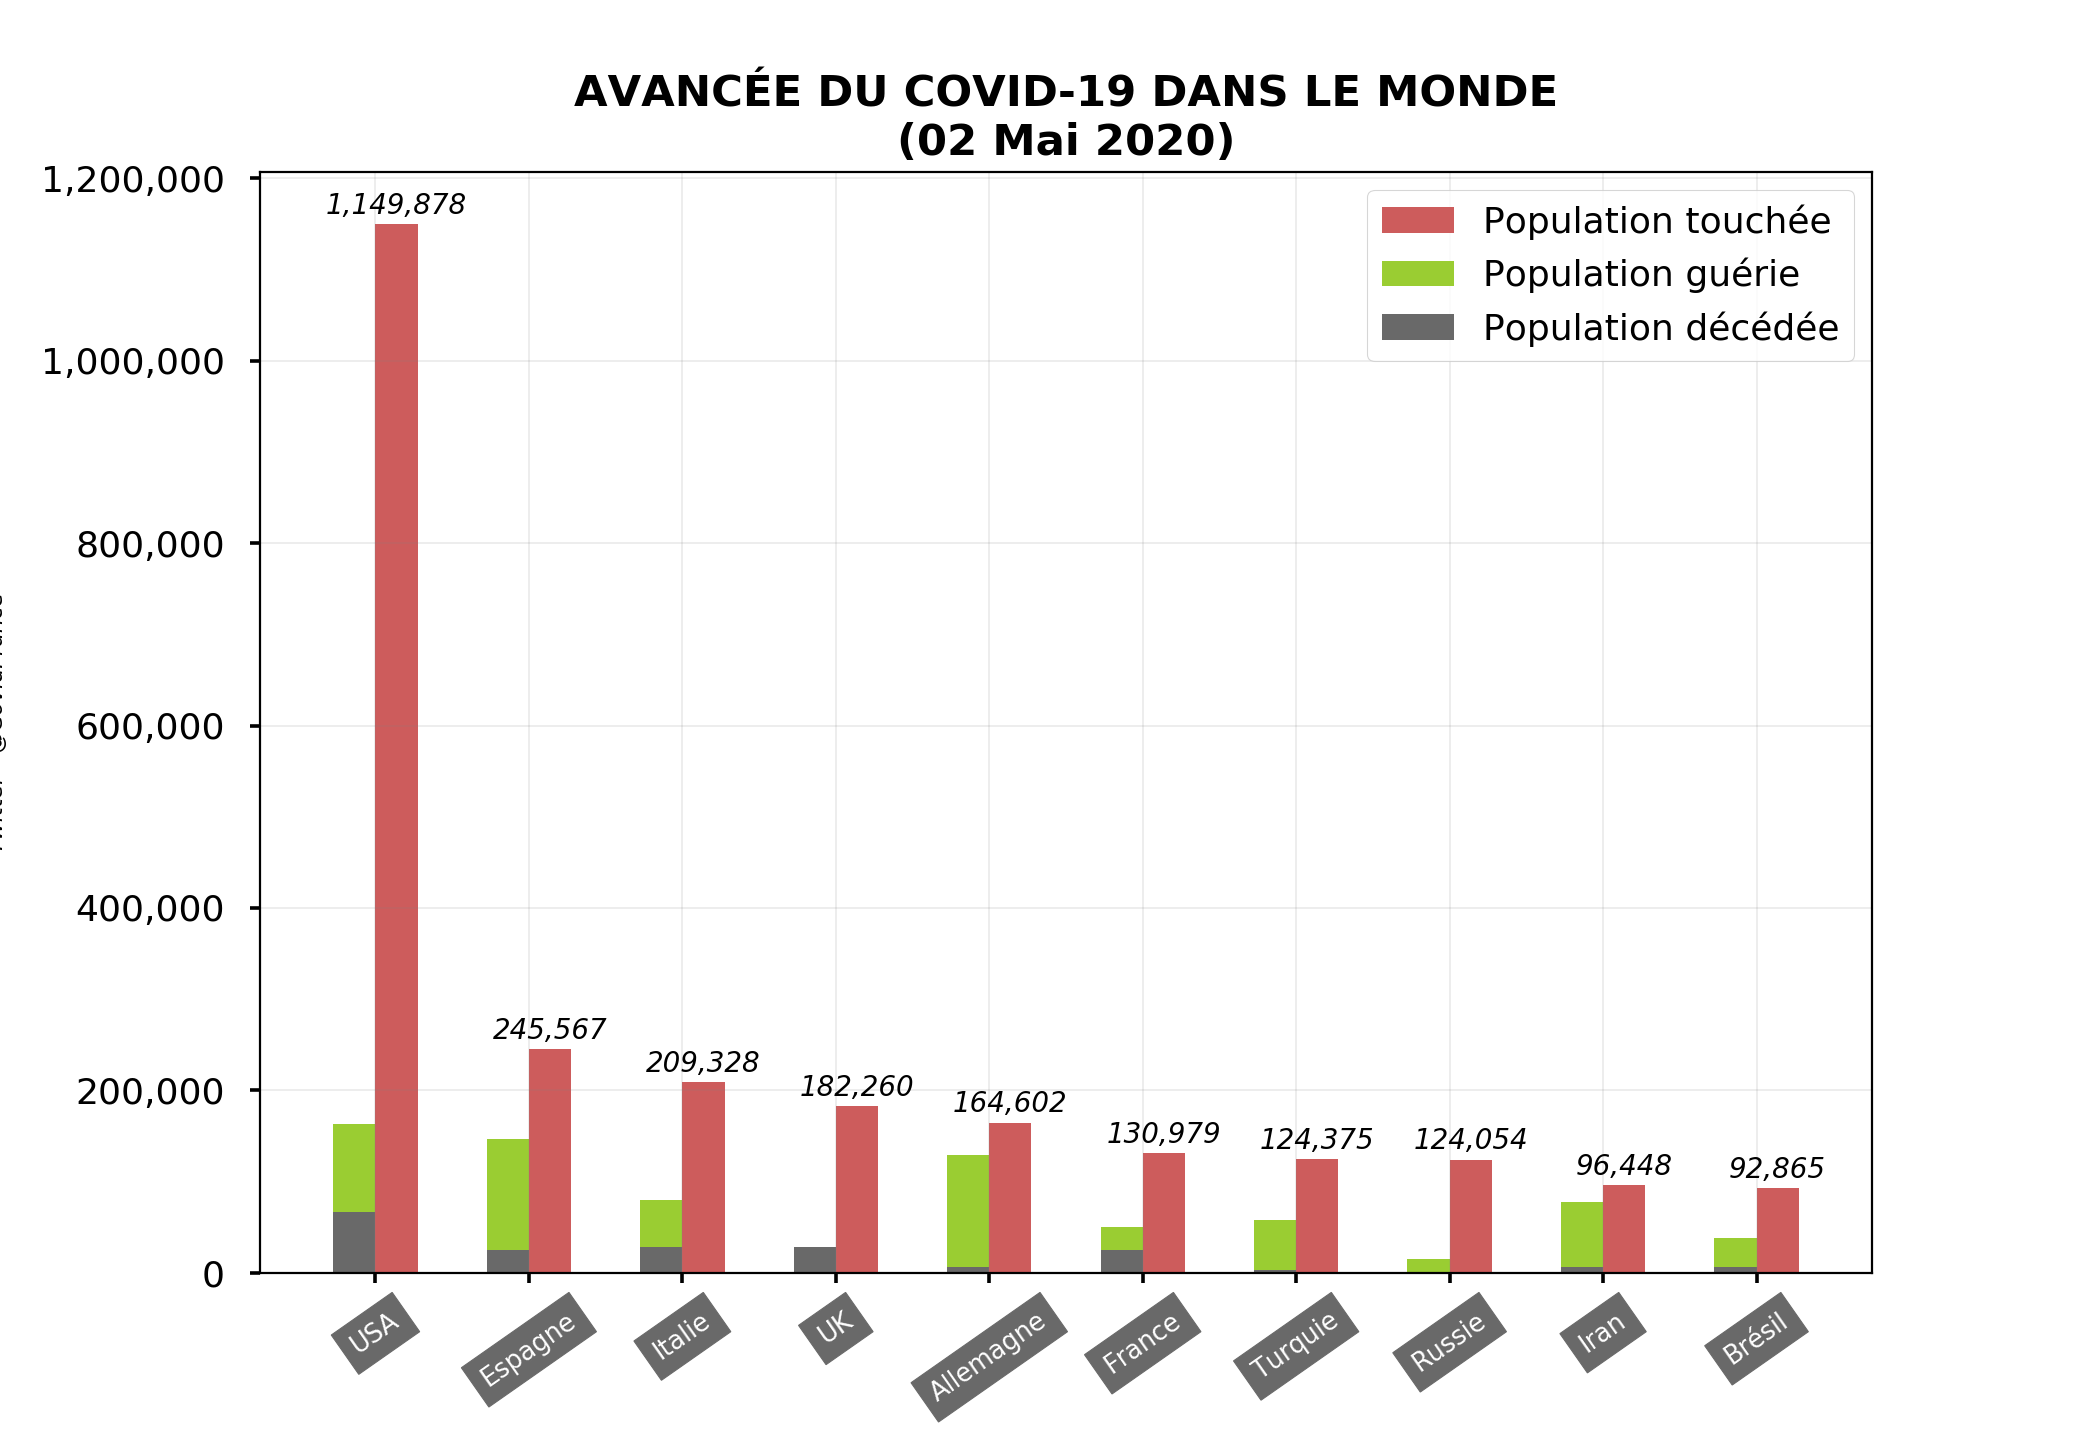 AVANCÉE DU COVID-19 DANS LE MONDE
(02 Mai 2020)
1,200,000
1,000,000
800,000
600,000
400,000
200,000
0
1,149,878
245,567
209,328
182,260
164,602
130,979
124,375
124,054
96,448
92,865
Population touchée
Population guérie
Population décédée
USA
Espagne
Italie
UK
Allemagne
France
Turquie
Russie
Iran
Brésil